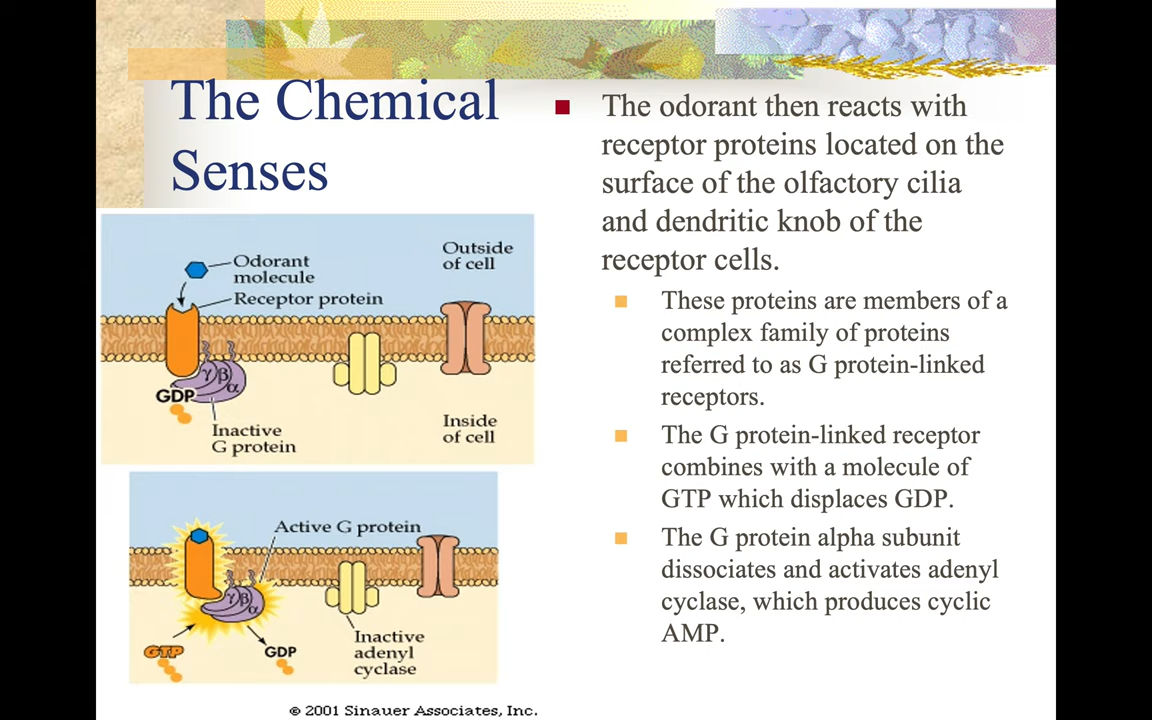 The Chemical
Senses
Odorant
molecule
Receptor protein
Outside
of cell
γ β α
GDP
Inactive
G protein
Inside
of cell
Active G protein
γ β α
GTP
GDP
Inactive
adenyl
cyclase
© 2001 Sinauer Associates, Inc.
The odorant then reacts with
receptor proteins located on the
surface of the olfactory cilia
and dendritic knob of the
receptor cells.
These proteins are members of a
complex family of proteins
referred to as G protein-linked
receptors.
The G protein-linked receptor
combines with a molecule of
GTP which displaces GDP.
The G protein alpha subunit
dissociates and activates adenyl
cyclase, which produces cyclic
AMP.